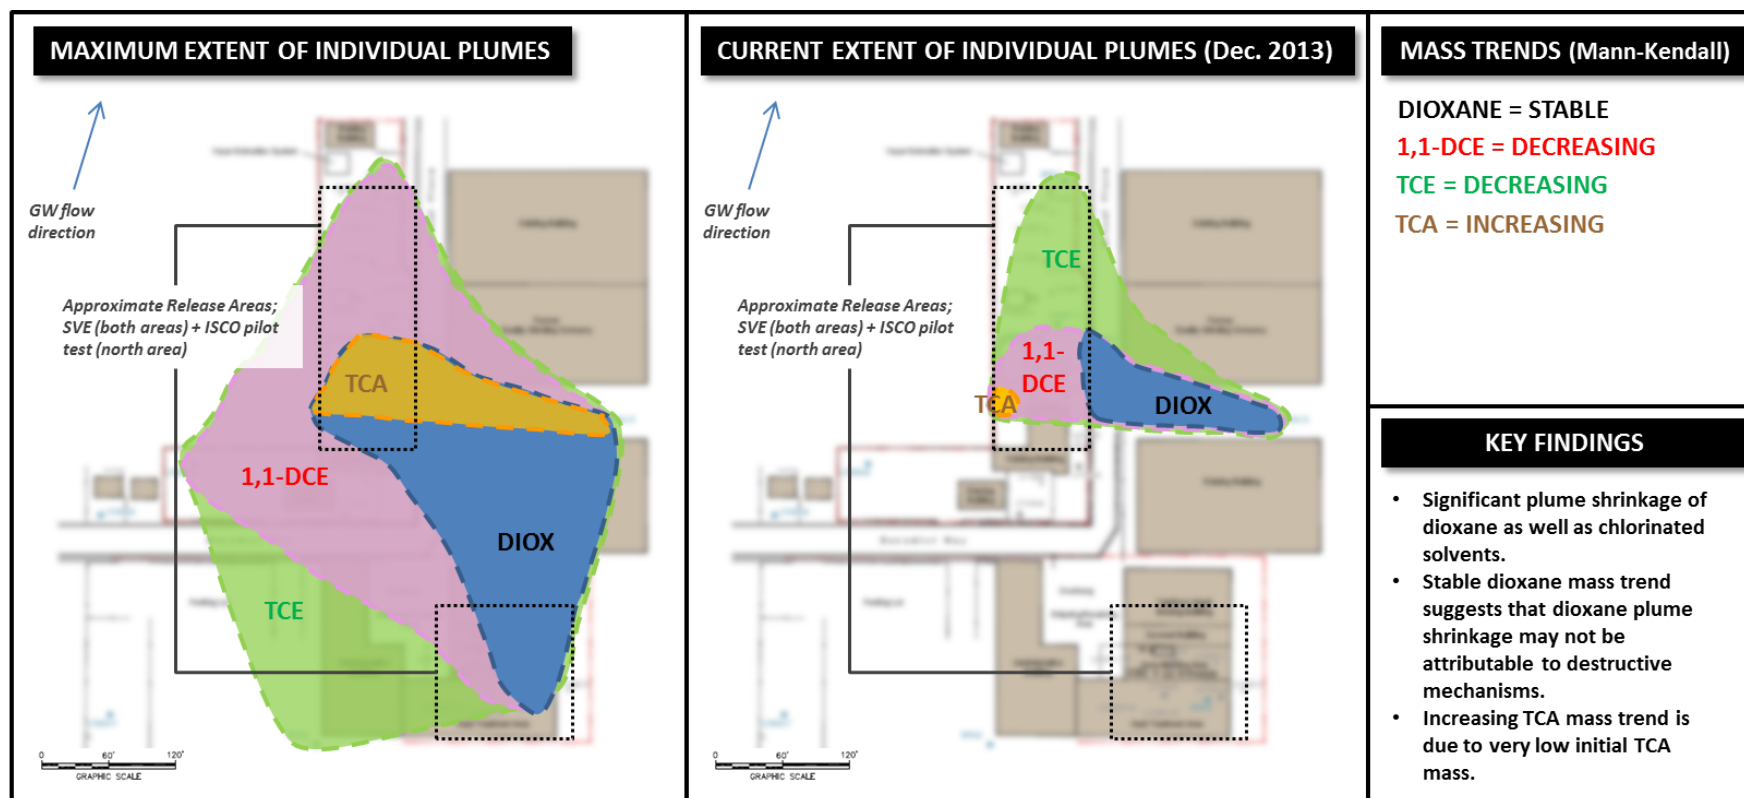 MAXIMUM EXTENT OF INDIVIDUAL PLUMES
GW flow
direction
Approximate Release Areas;
SVE (both areas) + ISCO pilot
test (north area)
TCA
1,1-DCE
DIOX
TCE
0 60' 120'
GRAPHIC SCALE
CURRENT EXTENT OF INDIVIDUAL PLUMES (Dec. 2013)
GW flow
direction
Approximate Release Areas;
SVE (both areas) + ISCO pilot
test (north area)
TCE
1,1-
DCE
TCA
DIOX
0 60' 120'
GRAPHIC SCALE
MASS TRENDS (Mann-Kendall)
DIOXANE = STABLE
1,1-DCE = DECREASING
TCE = DECREASING
TCA = INCREASING
KEY FINDINGS
• Significant plume shrinkage of
dioxane as well as chlorinated
solvents.
• Stable dioxane mass trend
suggests that dioxane plume
shrinkage may not be
attributable to destructive
mechanisms.
• Increasing TCA mass trend is
due to very low initial TCA
mass.